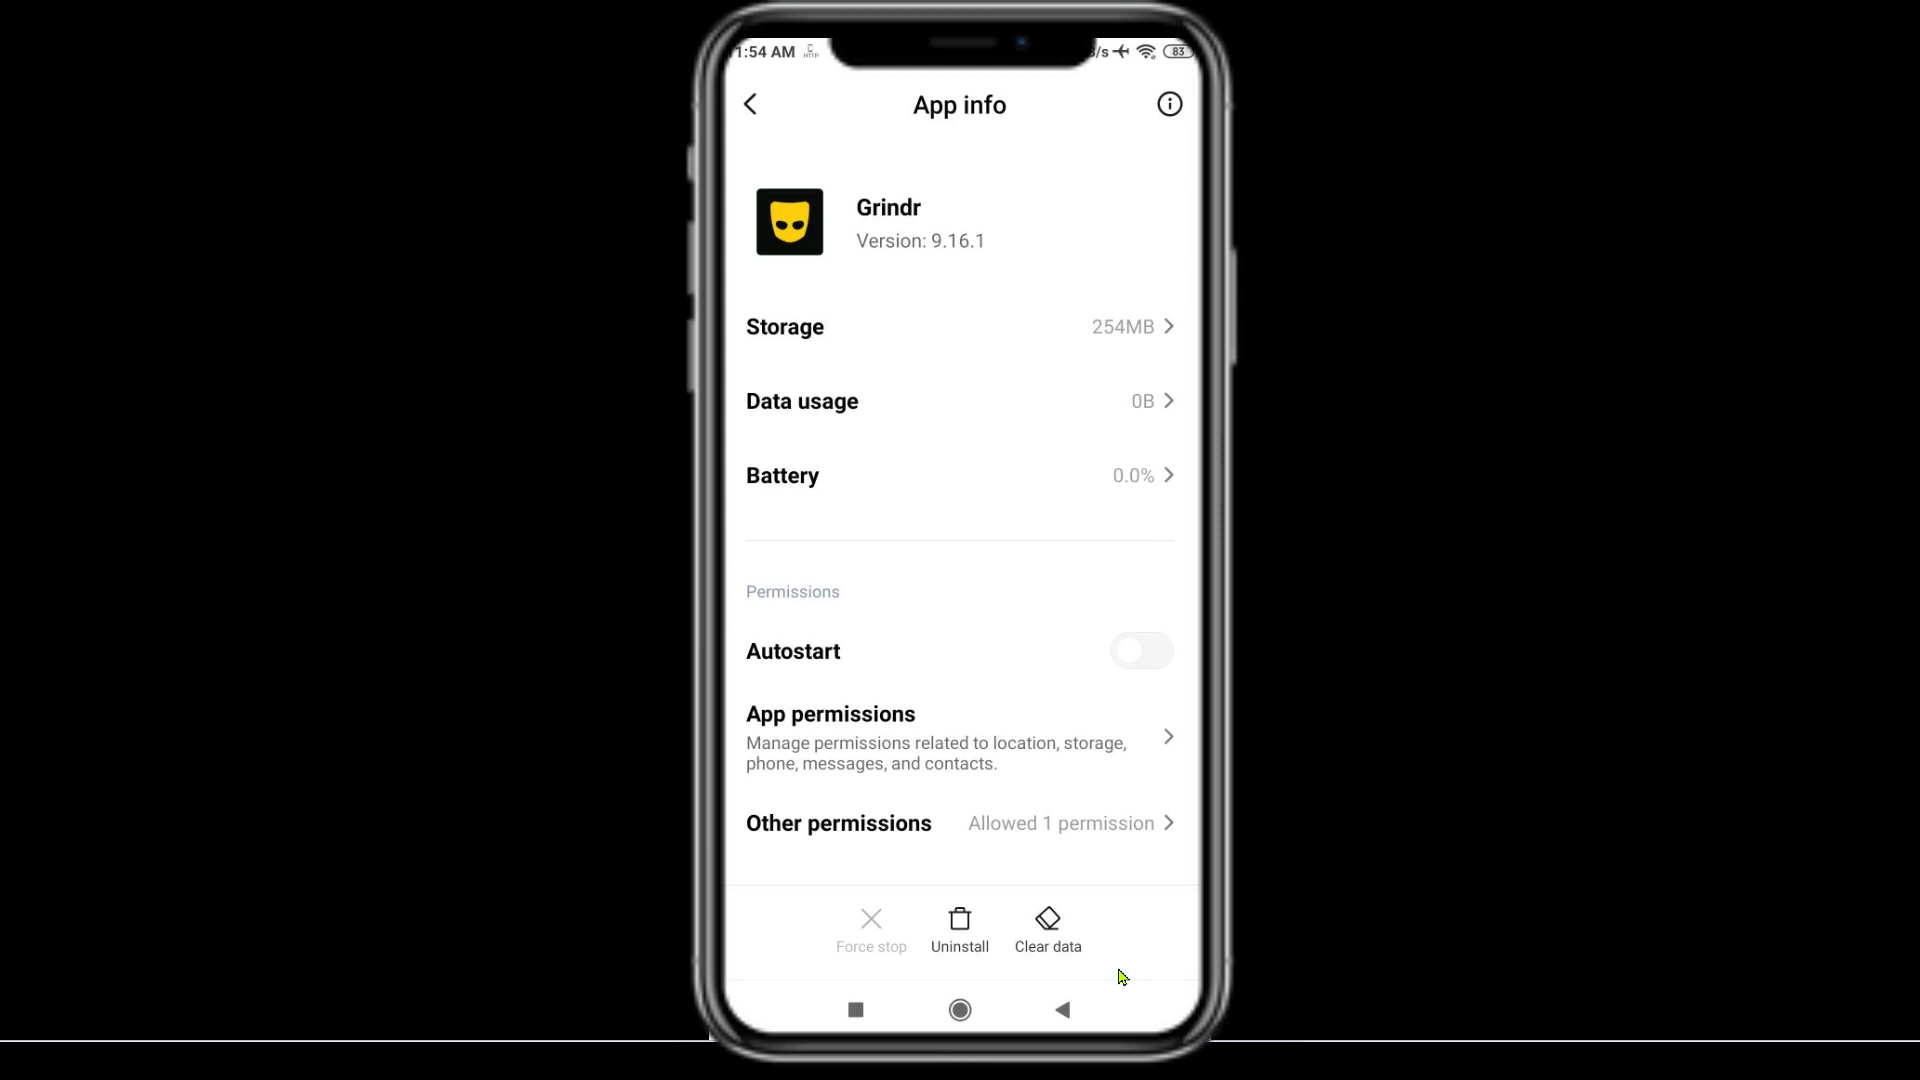 1:54 AM
HTTP
/s
83
App info
Grindr
Version: 9.16.1
Storage
254MB
Data usage
0B
Battery
0.0%
Permissions
Autostart
App permissions
Manage permissions related to location, storage,
phone, messages, and contacts.
Other permissions
Allowed 1 permission
Force stop
Uninstall
Clear data